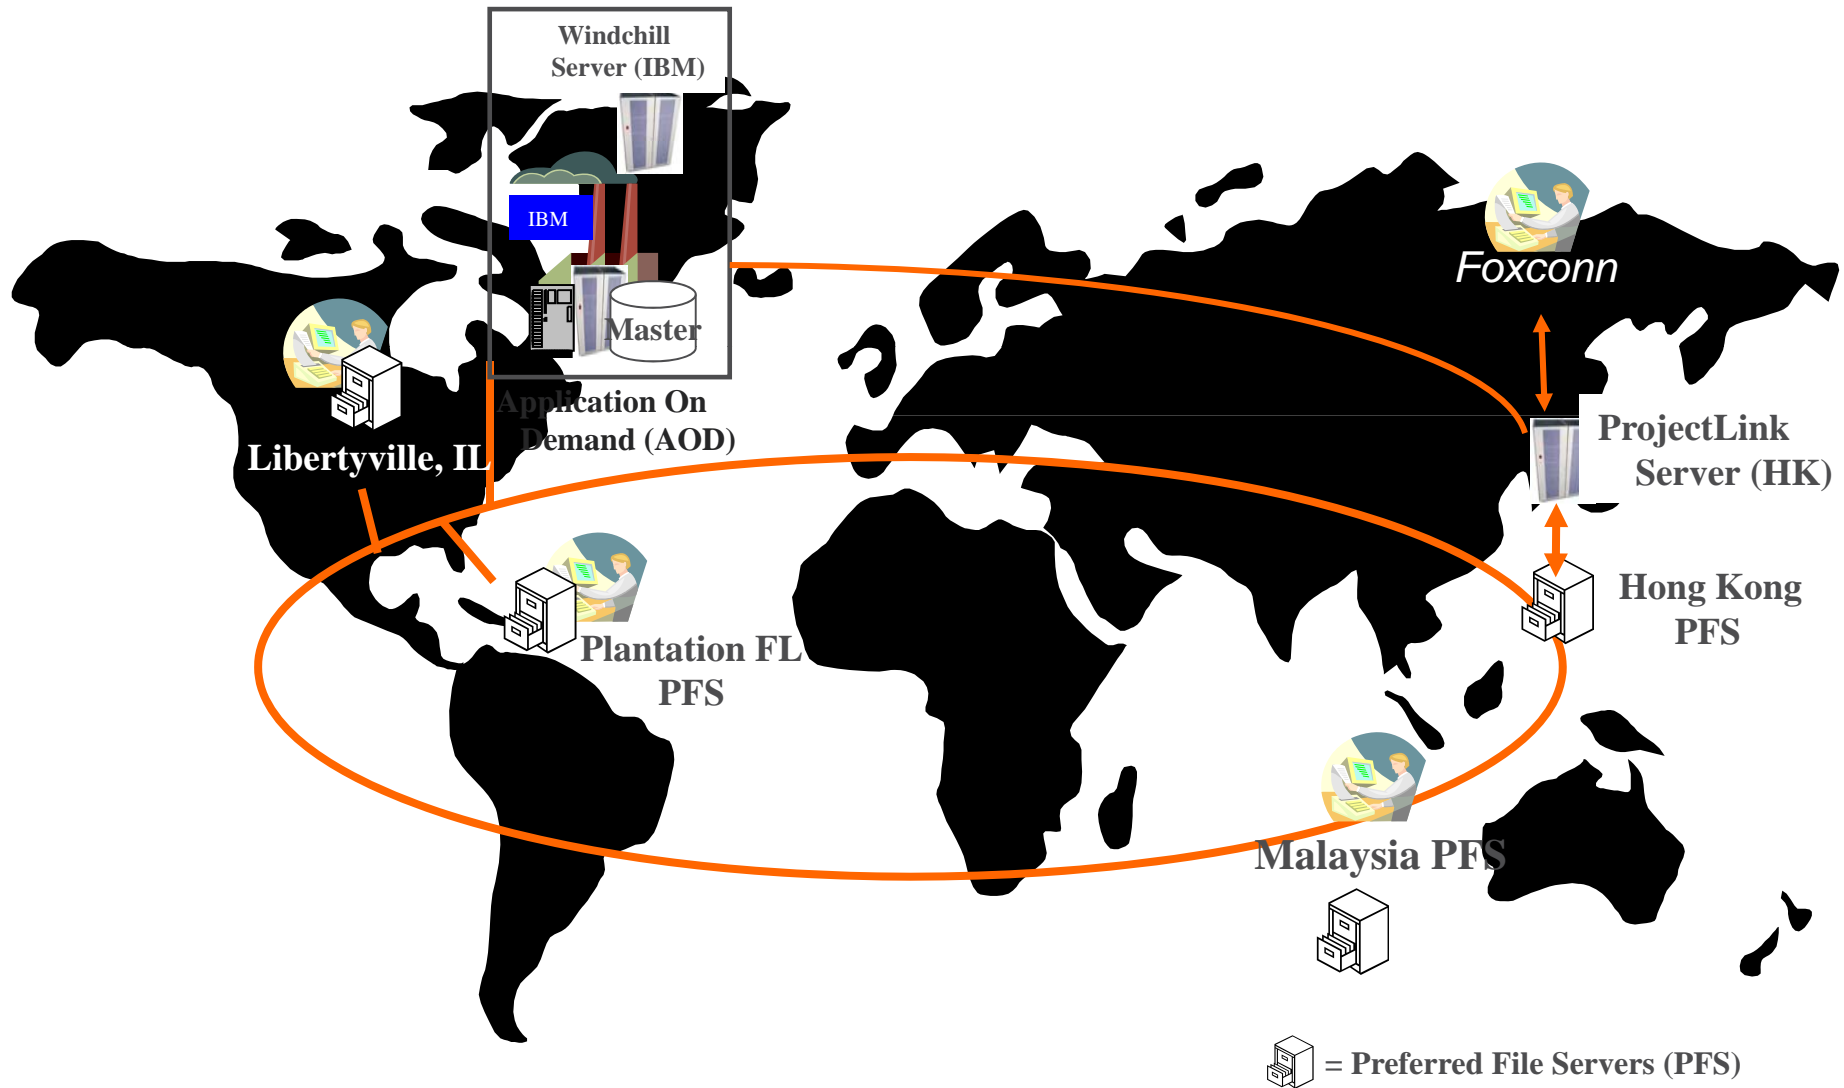 Windchill
Server (IBM)
IBM
Master
Application On
Demand (AOD)
Libertyville, IL
Foxconn
ProjectLink
Server (HK)
Hong Kong
PFS
Plantation FL
PFS
Malaysia PFS
= Preferred File Servers (PFS)